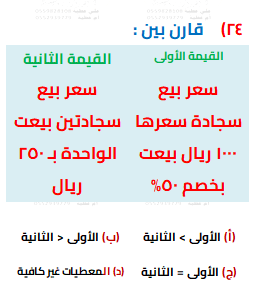 ٢٤) قارن بين :
القيمة الأولى
سعر بيع
سجادة سعرها
١٠٠٠ ريال بيعت
بخصم ٥٠%
القيمة الثانية
سعر بيع
سجادتين بيعت
الواحدة بـ ٢٥٠
ريال
(أ) الأولى > الثانية
(ب) الأولى < الثانية
(ج) الأولى = الثانية
(د) المعطيات غير كافية